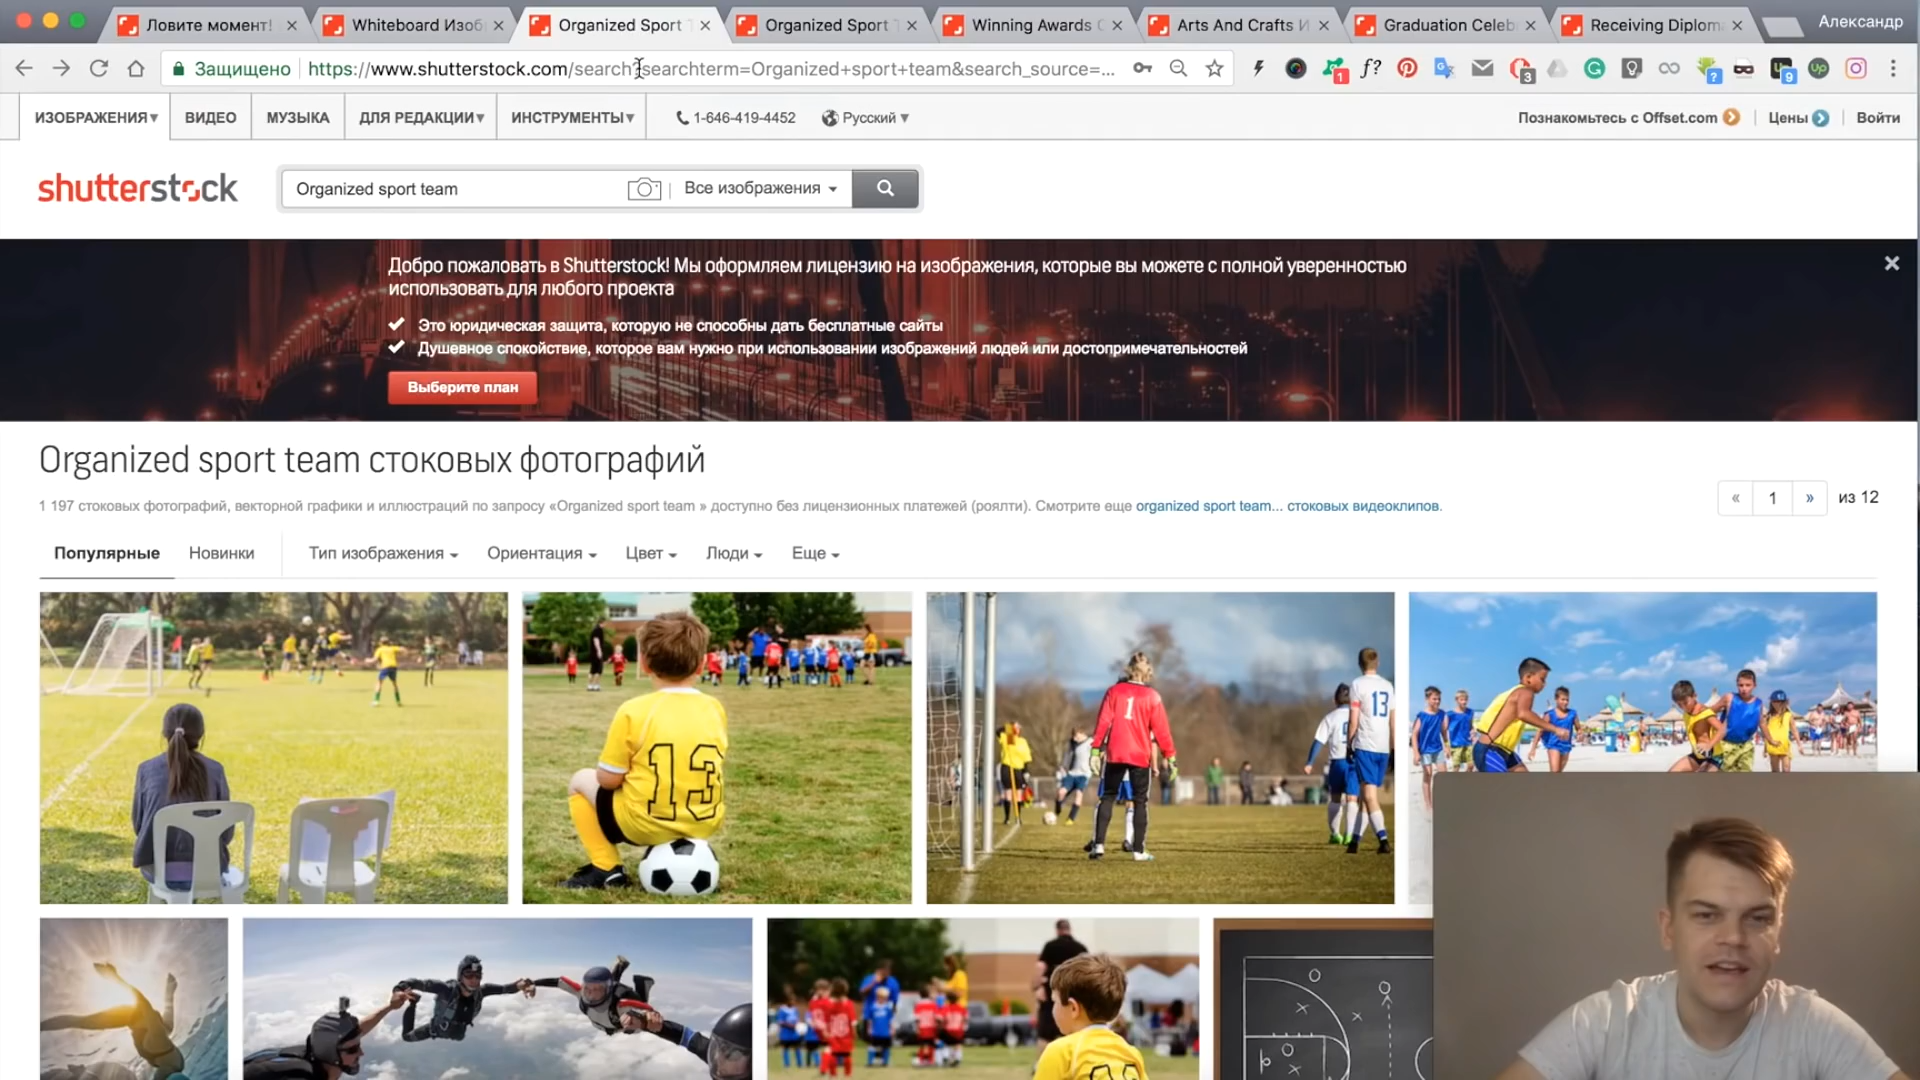 Ловите момент!
Whiteboard Изоб
Organized Sport T
Organized Sport T
Winning Awards
Arts And Crafts И
Graduation Celeb
Receiving Diplom
Александр
Защищено
https://www.shutterstock.com/search?searchterm=Organized+sport+team&search_source=...
ИЗОБРАЖЕНИЯ
ВИДЕО
МУЗЫКА
ДЛЯ РЕДАКЦИИ
ИНСТРУМЕНТЫ
1-646-419-4452
Русский
Познакомьтесь с Offset.com
Цены
Войти
shutterstock
Organized sport team
Все изображения
Добро пожаловать в Shutterstock! Мы оформляем лицензию на изображения, которые вы можете с полной уверенностью
использовать для любого проекта
Это юридическая защита, которую не способны дать бесплатные сайты
Душевное спокойствие, которое вам нужно при использовании изображений людей или достопримечательностей
Выберите план
Organized sport team стоковых фотографий
1 197 стоковых фотографий, векторной графики и иллюстраций по запросу «Organized sport team » доступно без лицензионных платежей (роялти). Смотрите еще organized sport team... стоковых видеоклипов.
« 1 » из 12
Популярные
Новинки
Тип изображения
Ориентация
Цвет
Люди
Еще
13
1
13